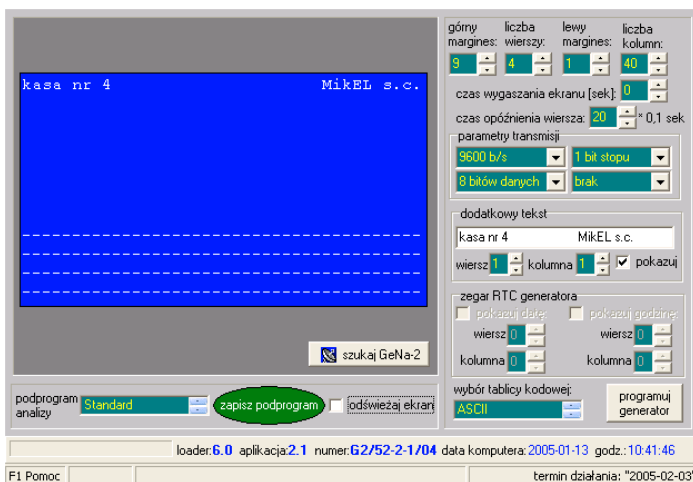 kasa nr 4 MikEL s.c.
szukaj GeNa-2
podprogram analizy Standard zapisz podprogram odświeżaj ekran
górny margines: liczba wierszy: lewy margines: liczba kolumn:
9 4 1 40
czas wygaszania ekranu [sek]: 0
czas opóźnienia wiersza: 20 * 0,1 sek
parametry transmisji
9600 b/s 1 bit stopu
8 bitów danych brak
dodatkowy tekst
kasa nr 4 MikEL s.c.
wiersz 1 kolumna 1 pokazuj
zegar RTC generatora
pokazuj datę: pokazuj godzinę:
wiersz 0 wiersz 0
kolumna 0 kolumna 0
wybór tablicy kodowej:
ASCII
programuj generator
loader:6.0 aplikacja:2.1 numer:G2/52-2-1/04 data komputera: 2005-01-13 godz.: 10:41:46
F1 Pomoc termin działania: "2005-02-03"